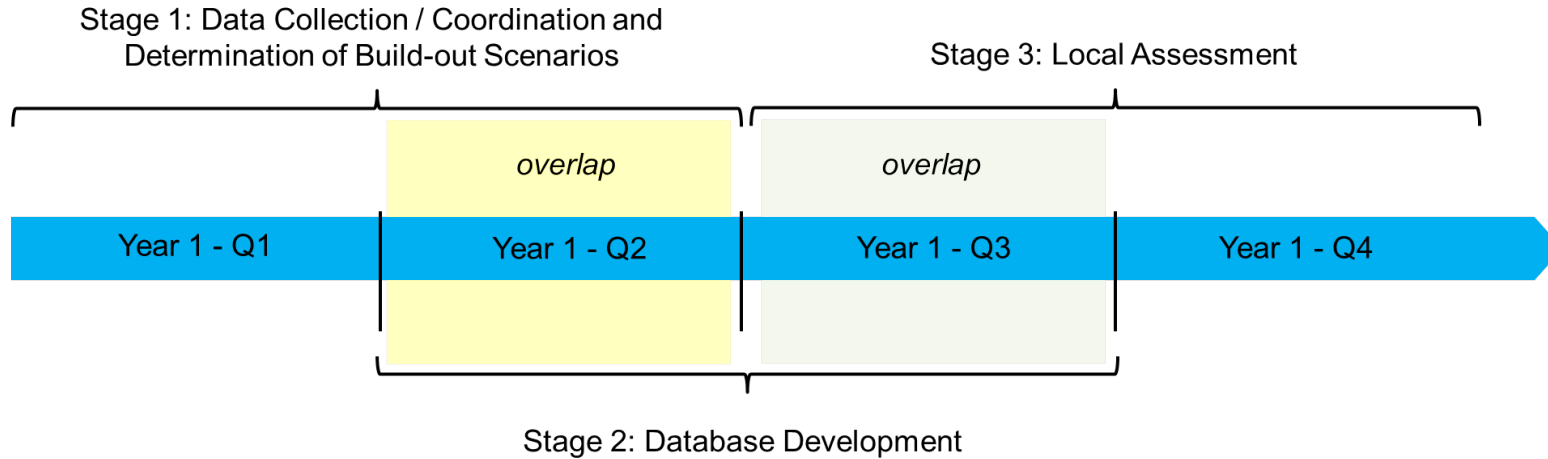 Stage 1: Data Collection / Coordination and
Determination of Build-out Scenarios
Stage 3: Local Assessment
overlap
overlap
Year 1 - Q1
Year 1 - Q2
Year 1 - Q3
Year 1 - Q4
Stage 2: Database Development